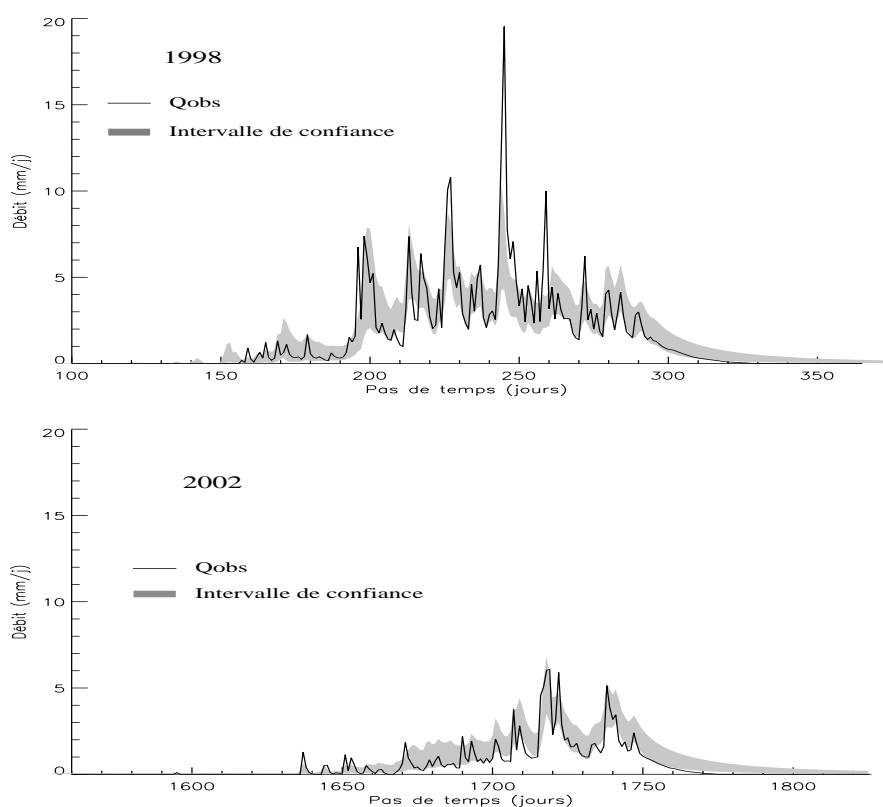 20
1998
Qobs
15
Intervalle de confiance
10
Débit (mm/j)
5
0
100 150 200 250 300 350
Pas de temps (jours)
20
2002
15
Qobs
Intervalle de confiance
10
Débit (mm/j)
5
0
1600 1650 1700 1750 1800
Pas de temps (jours)